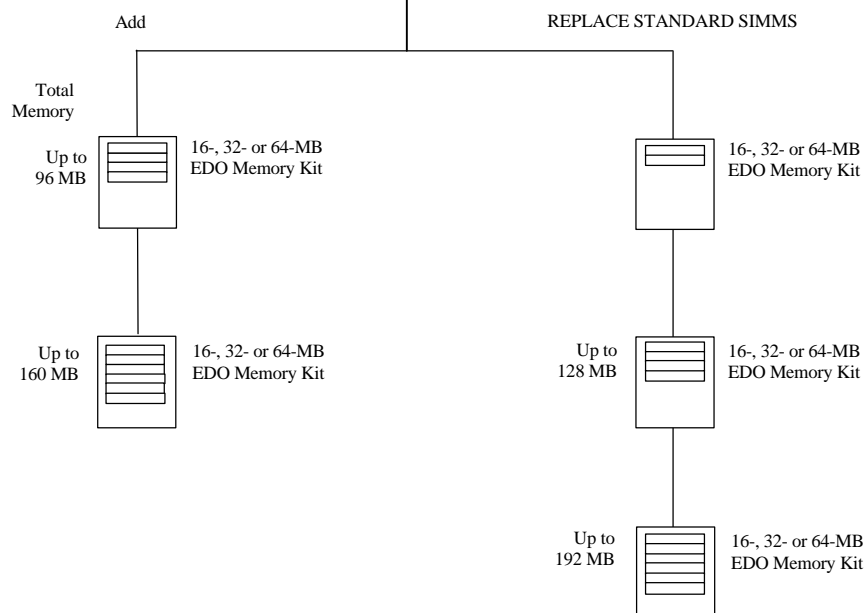 Add
REPLACE STANDARD SIMMS
Total
Memory
Up to
96 MB
16-, 32- or 64-MB
EDO Memory Kit
16-, 32- or 64-MB
EDO Memory Kit
Up to
160 MB
16-, 32- or 64-MB
EDO Memory Kit
Up to
128 MB
16-, 32- or 64-MB
EDO Memory Kit
Up to
192 MB
16-, 32- or 64-MB
EDO Memory Kit